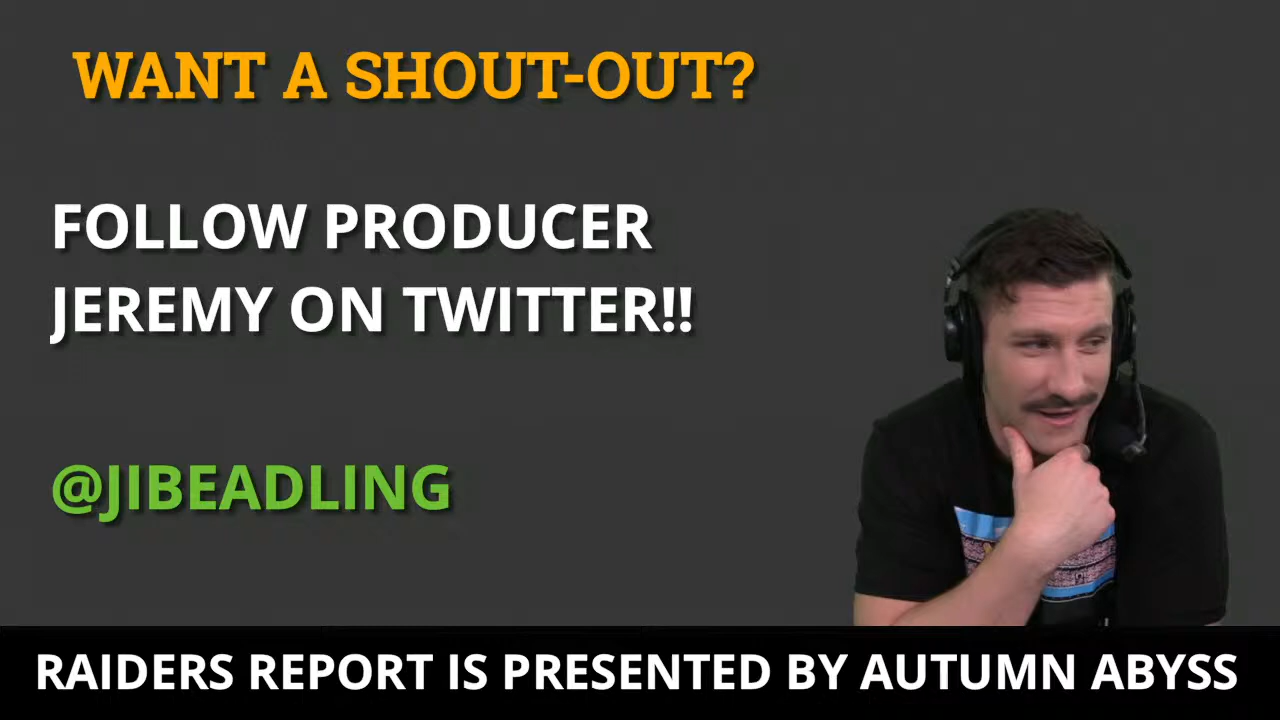 WANT A SHOUT-OUT?
FOLLOW PRODUCER
JEREMY ON TWITTER!!
@JIBEADLING
RAIDERS REPORT IS PRESENTED BY AUTUMN ABYSS